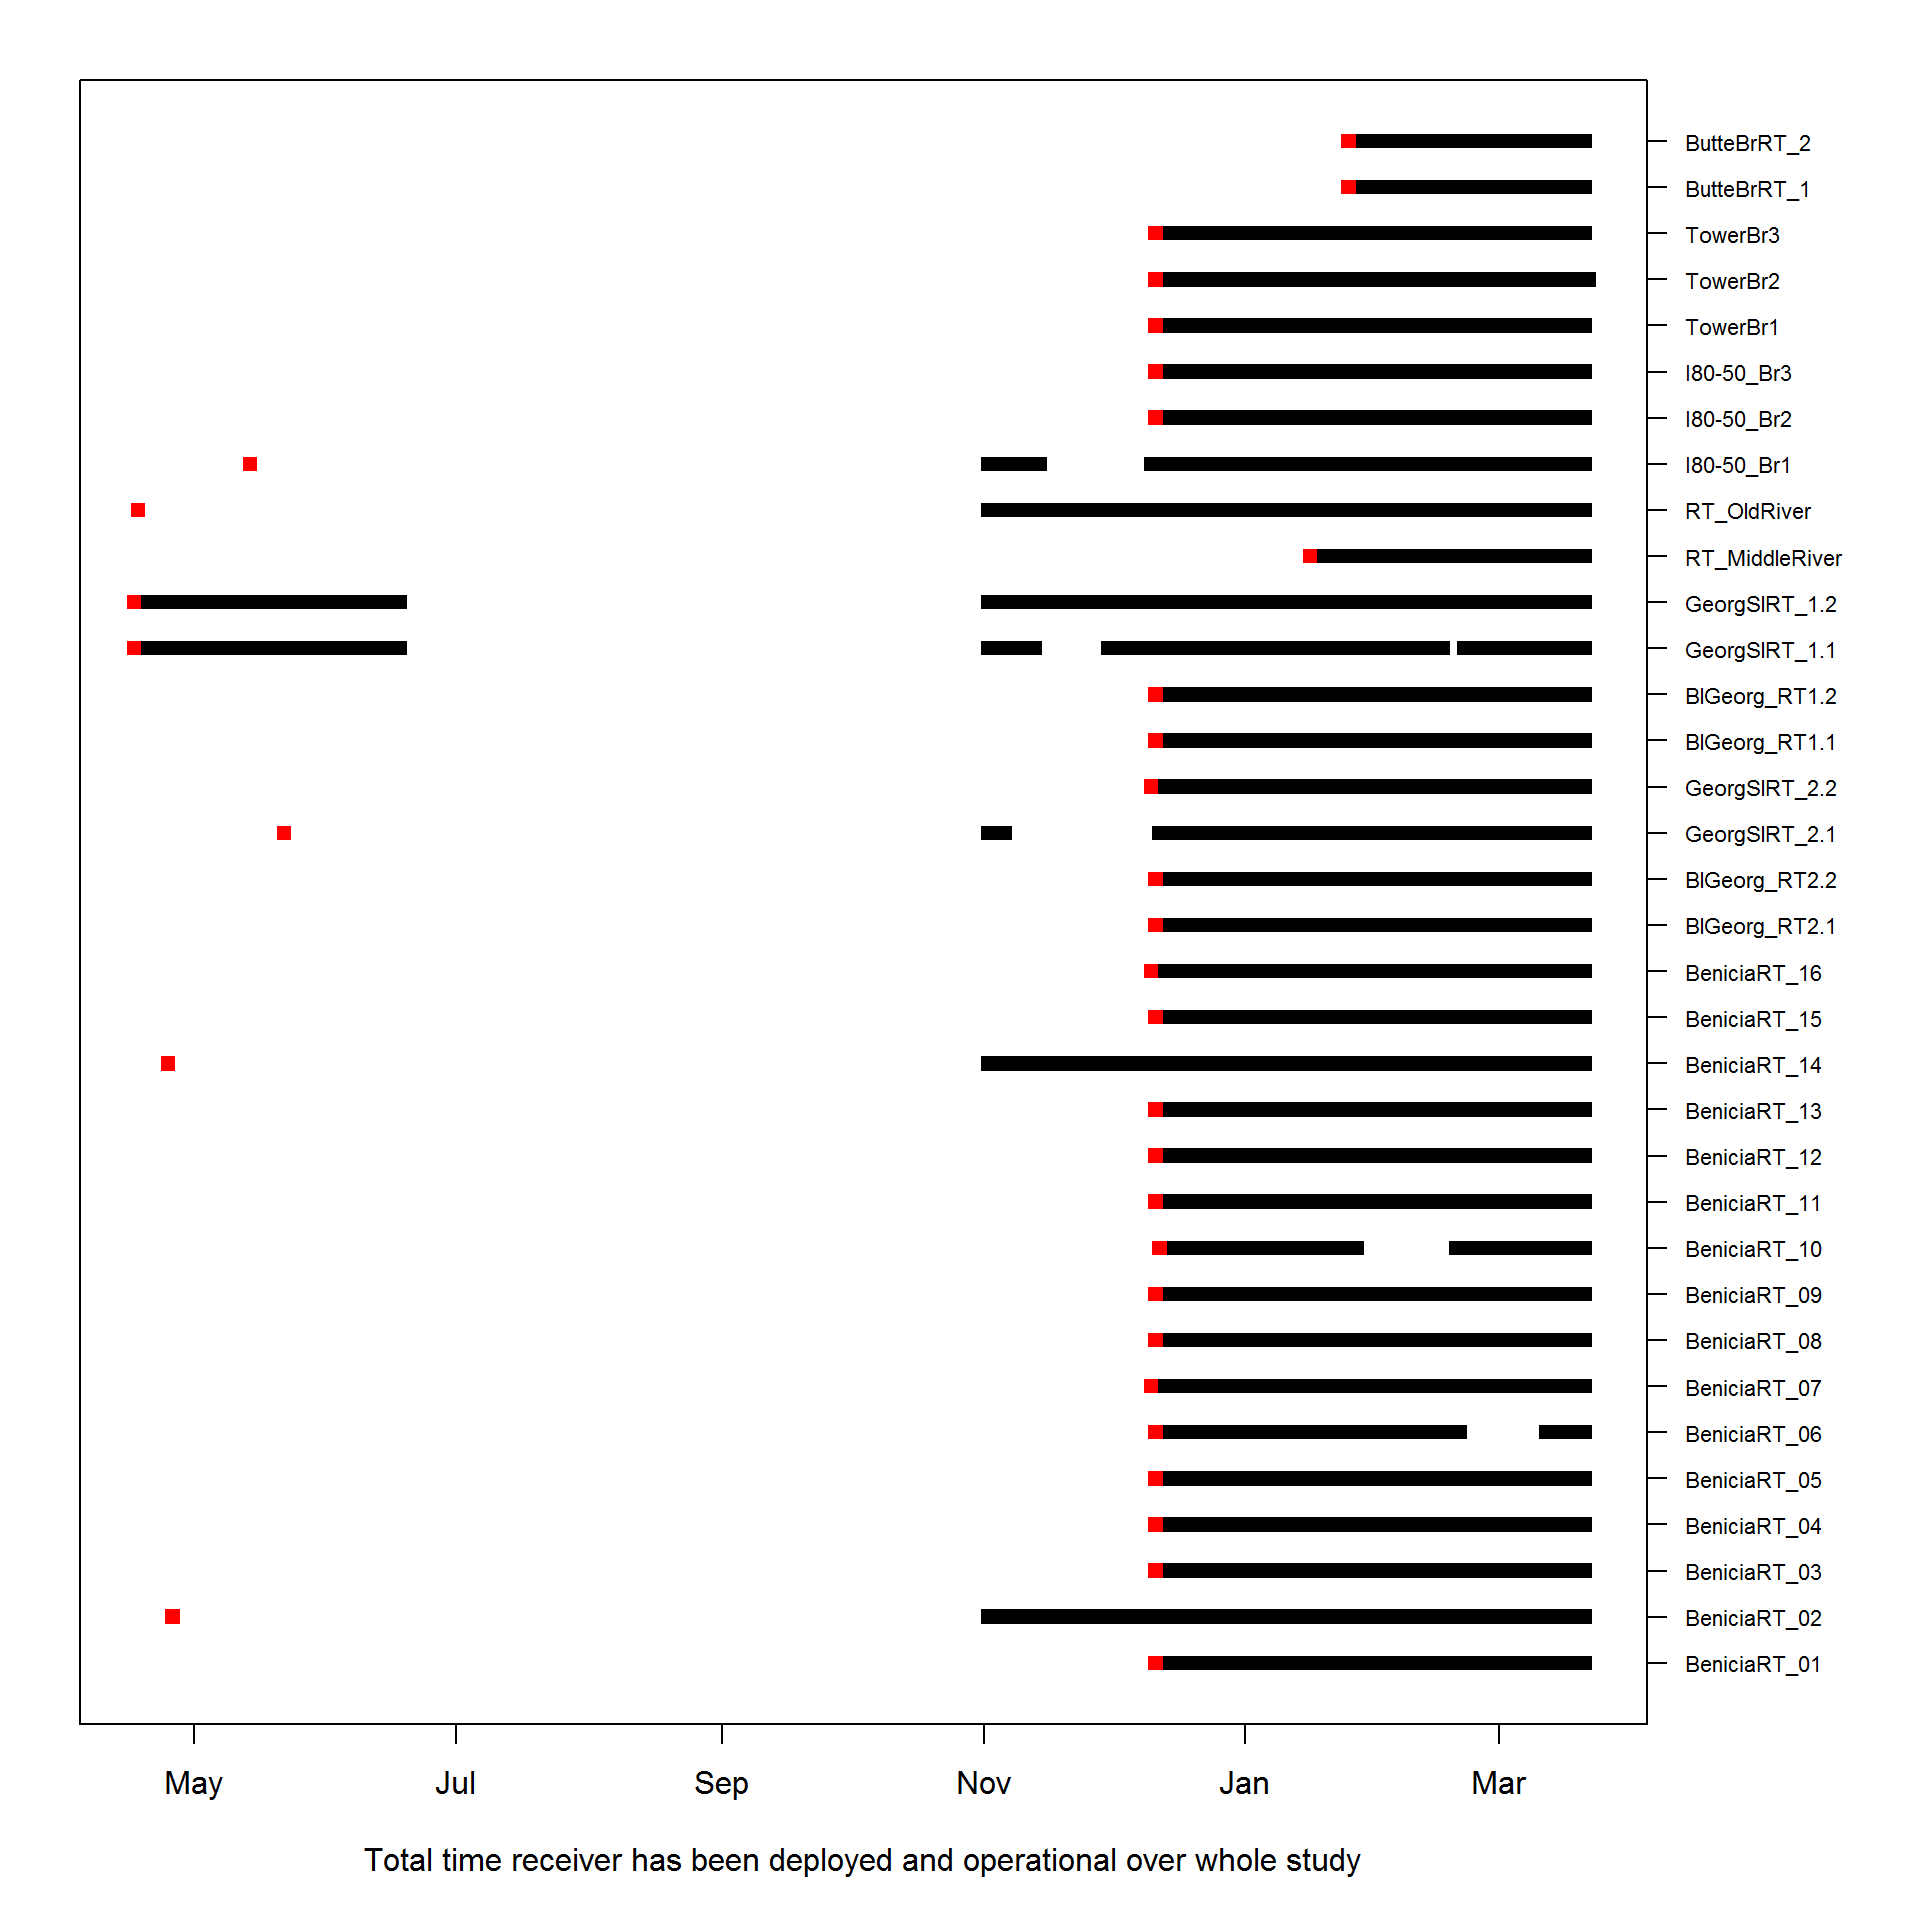 ButteBrRT_2
ButteBrRT_1
TowerBr3
TowerBr2
TowerBr1
I80-50_Br3
I80-50_Br2
I80-50_Br1
RT_OldRiver
RT_MiddleRiver
GeorgSlRT_1.2
GeorgSlRT_1.1
BlGeorg_RT1.2
BlGeorg_RT1.1
GeorgSlRT_2.2
GeorgSlRT_2.1
BlGeorg_RT2.2
BlGeorg_RT2.1
BeniciaRT_16
BeniciaRT_15
BeniciaRT_14
BeniciaRT_13
BeniciaRT_12
BeniciaRT_11
BeniciaRT_10
BeniciaRT_09
BeniciaRT_08
BeniciaRT_07
BeniciaRT_06
BeniciaRT_05
BeniciaRT_04
BeniciaRT_03
BeniciaRT_02
BeniciaRT_01
May Jul Sep Nov Jan Mar
Total time receiver has been deployed and operational over whole study